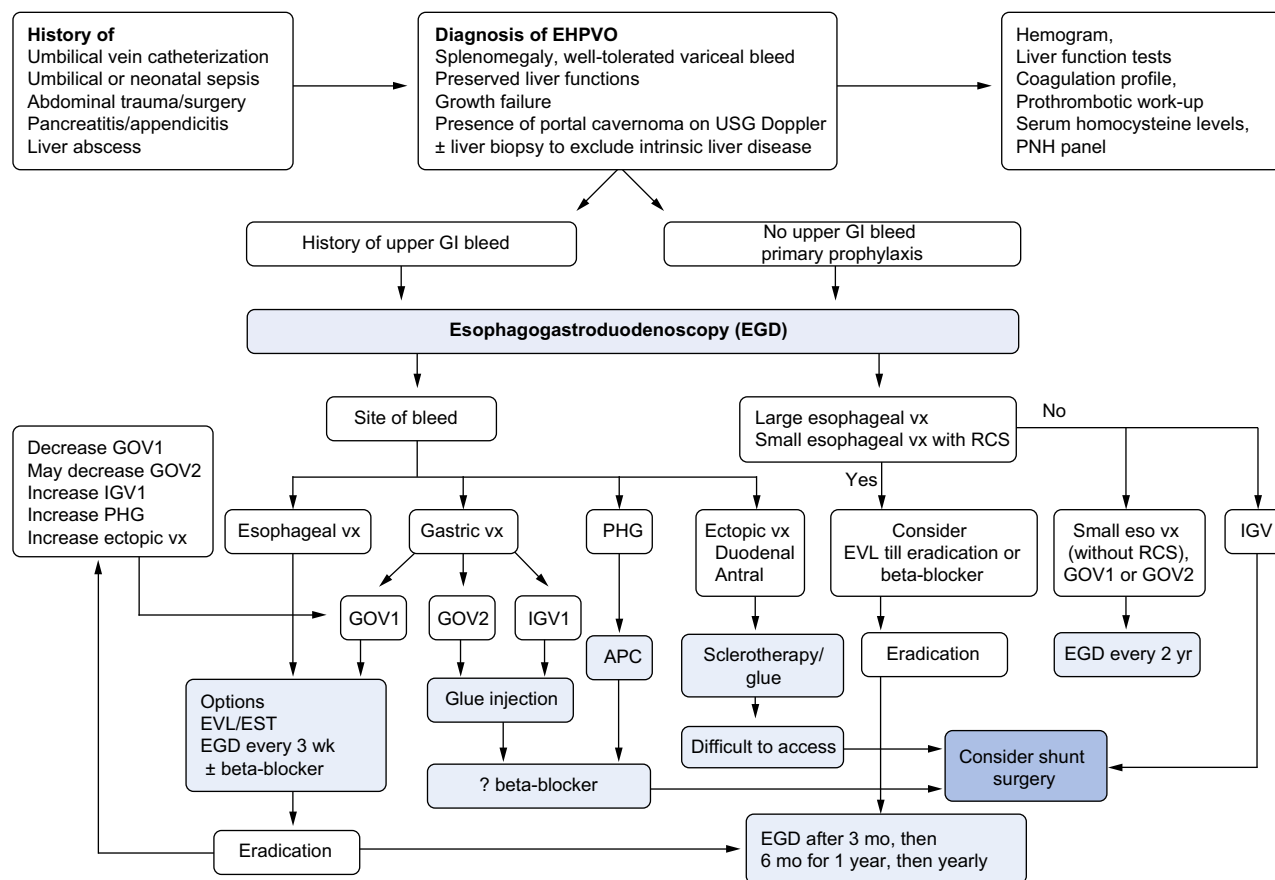 History of
Umbilical vein catheterization
Umbilical or neonatal sepsis
Abdominal trauma/surgery
Pancreatitis/appendicitis
Liver abscess
Diagnosis of EHPVO
Splenomegaly, well-tolerated variceal bleed
Preserved liver functions
Growth failure
Presence of portal cavernoma on USG Doppler
± liver biopsy to exclude intrinsic liver disease
Hemogram,
Liver function tests
Coagulation profile,
Prothrombotic work-up
Serum homocysteine levels,
PNH panel
History of upper GI bleed
No upper GI bleed
primary prophylaxis
Esophagogastroduodenoscopy (EGD)
Site of bleed
Large esophageal vx
Small esophageal vx with RCS
No
Yes
Decrease GOV1
May decrease GOV2
Increase IGV1
Increase PHG
Increase ectopic vx
Esophageal vx
Gastric vx
PHG
Ectopic vx
Duodenal
Antral
Consider
EVL till eradication or
beta-blocker
Small eso vx
(without RCS),
GOV1 or GOV2
IGV
GOV1
GOV2
IGV1
APC
Sclerotherapy/
glue
Eradication
EGD every 2 yr
Options
EVL/EST
EGD every 3 wk
± beta-blocker
Glue injection
Difficult to access
Consider shunt
surgery
? beta-blocker
Eradication
EGD after 3 mo, then
6 mo for 1 year, then yearly